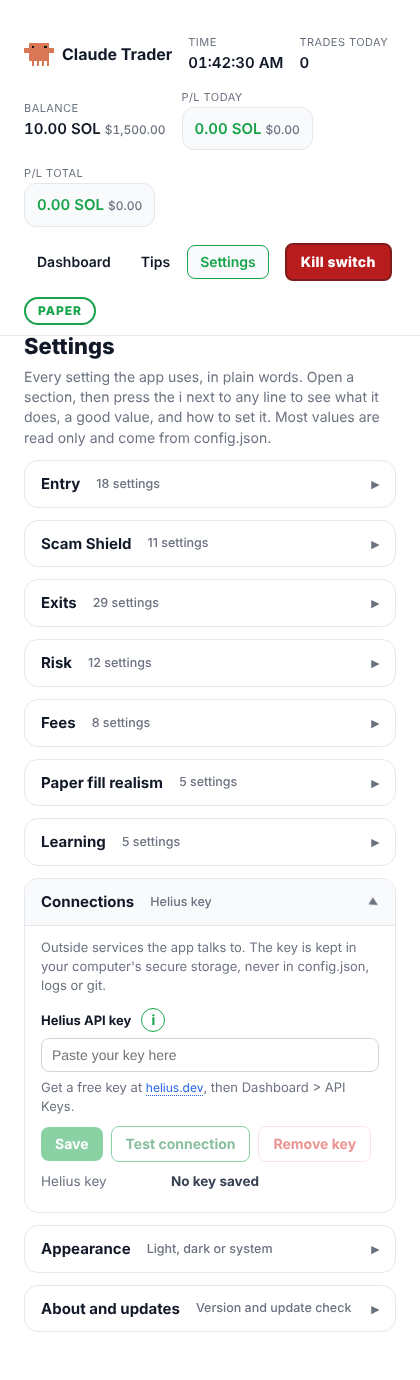 Claude Trader
TIME
01:42:30 AM
TRADES TODAY
0
BALANCE
10.00 SOL $1,500.00
P/L TODAY
0.00 SOL $0.00
P/L TOTAL
0.00 SOL $0.00
Dashboard Tips Settings Kill switch
PAPER
Settings
Every setting the app uses, in plain words. Open a
section, then press the i next to any line to see what it
does, a good value, and how to set it. Most values are
read only and come from config.json.
Entry 18 settings
Scam Shield 11 settings
Exits 29 settings
Risk 12 settings
Fees 8 settings
Paper fill realism 5 settings
Learning 5 settings
Connections Helius key
Outside services the app talks to. The key is kept in
your computer's secure storage, never in config.json,
logs or git.
Helius API key i
Paste your key here
Get a free key at helius.dev, then Dashboard > API
Keys.
Save Test connection Remove key
Helius key No key saved
Appearance Light, dark or system
About and updates Version and update check